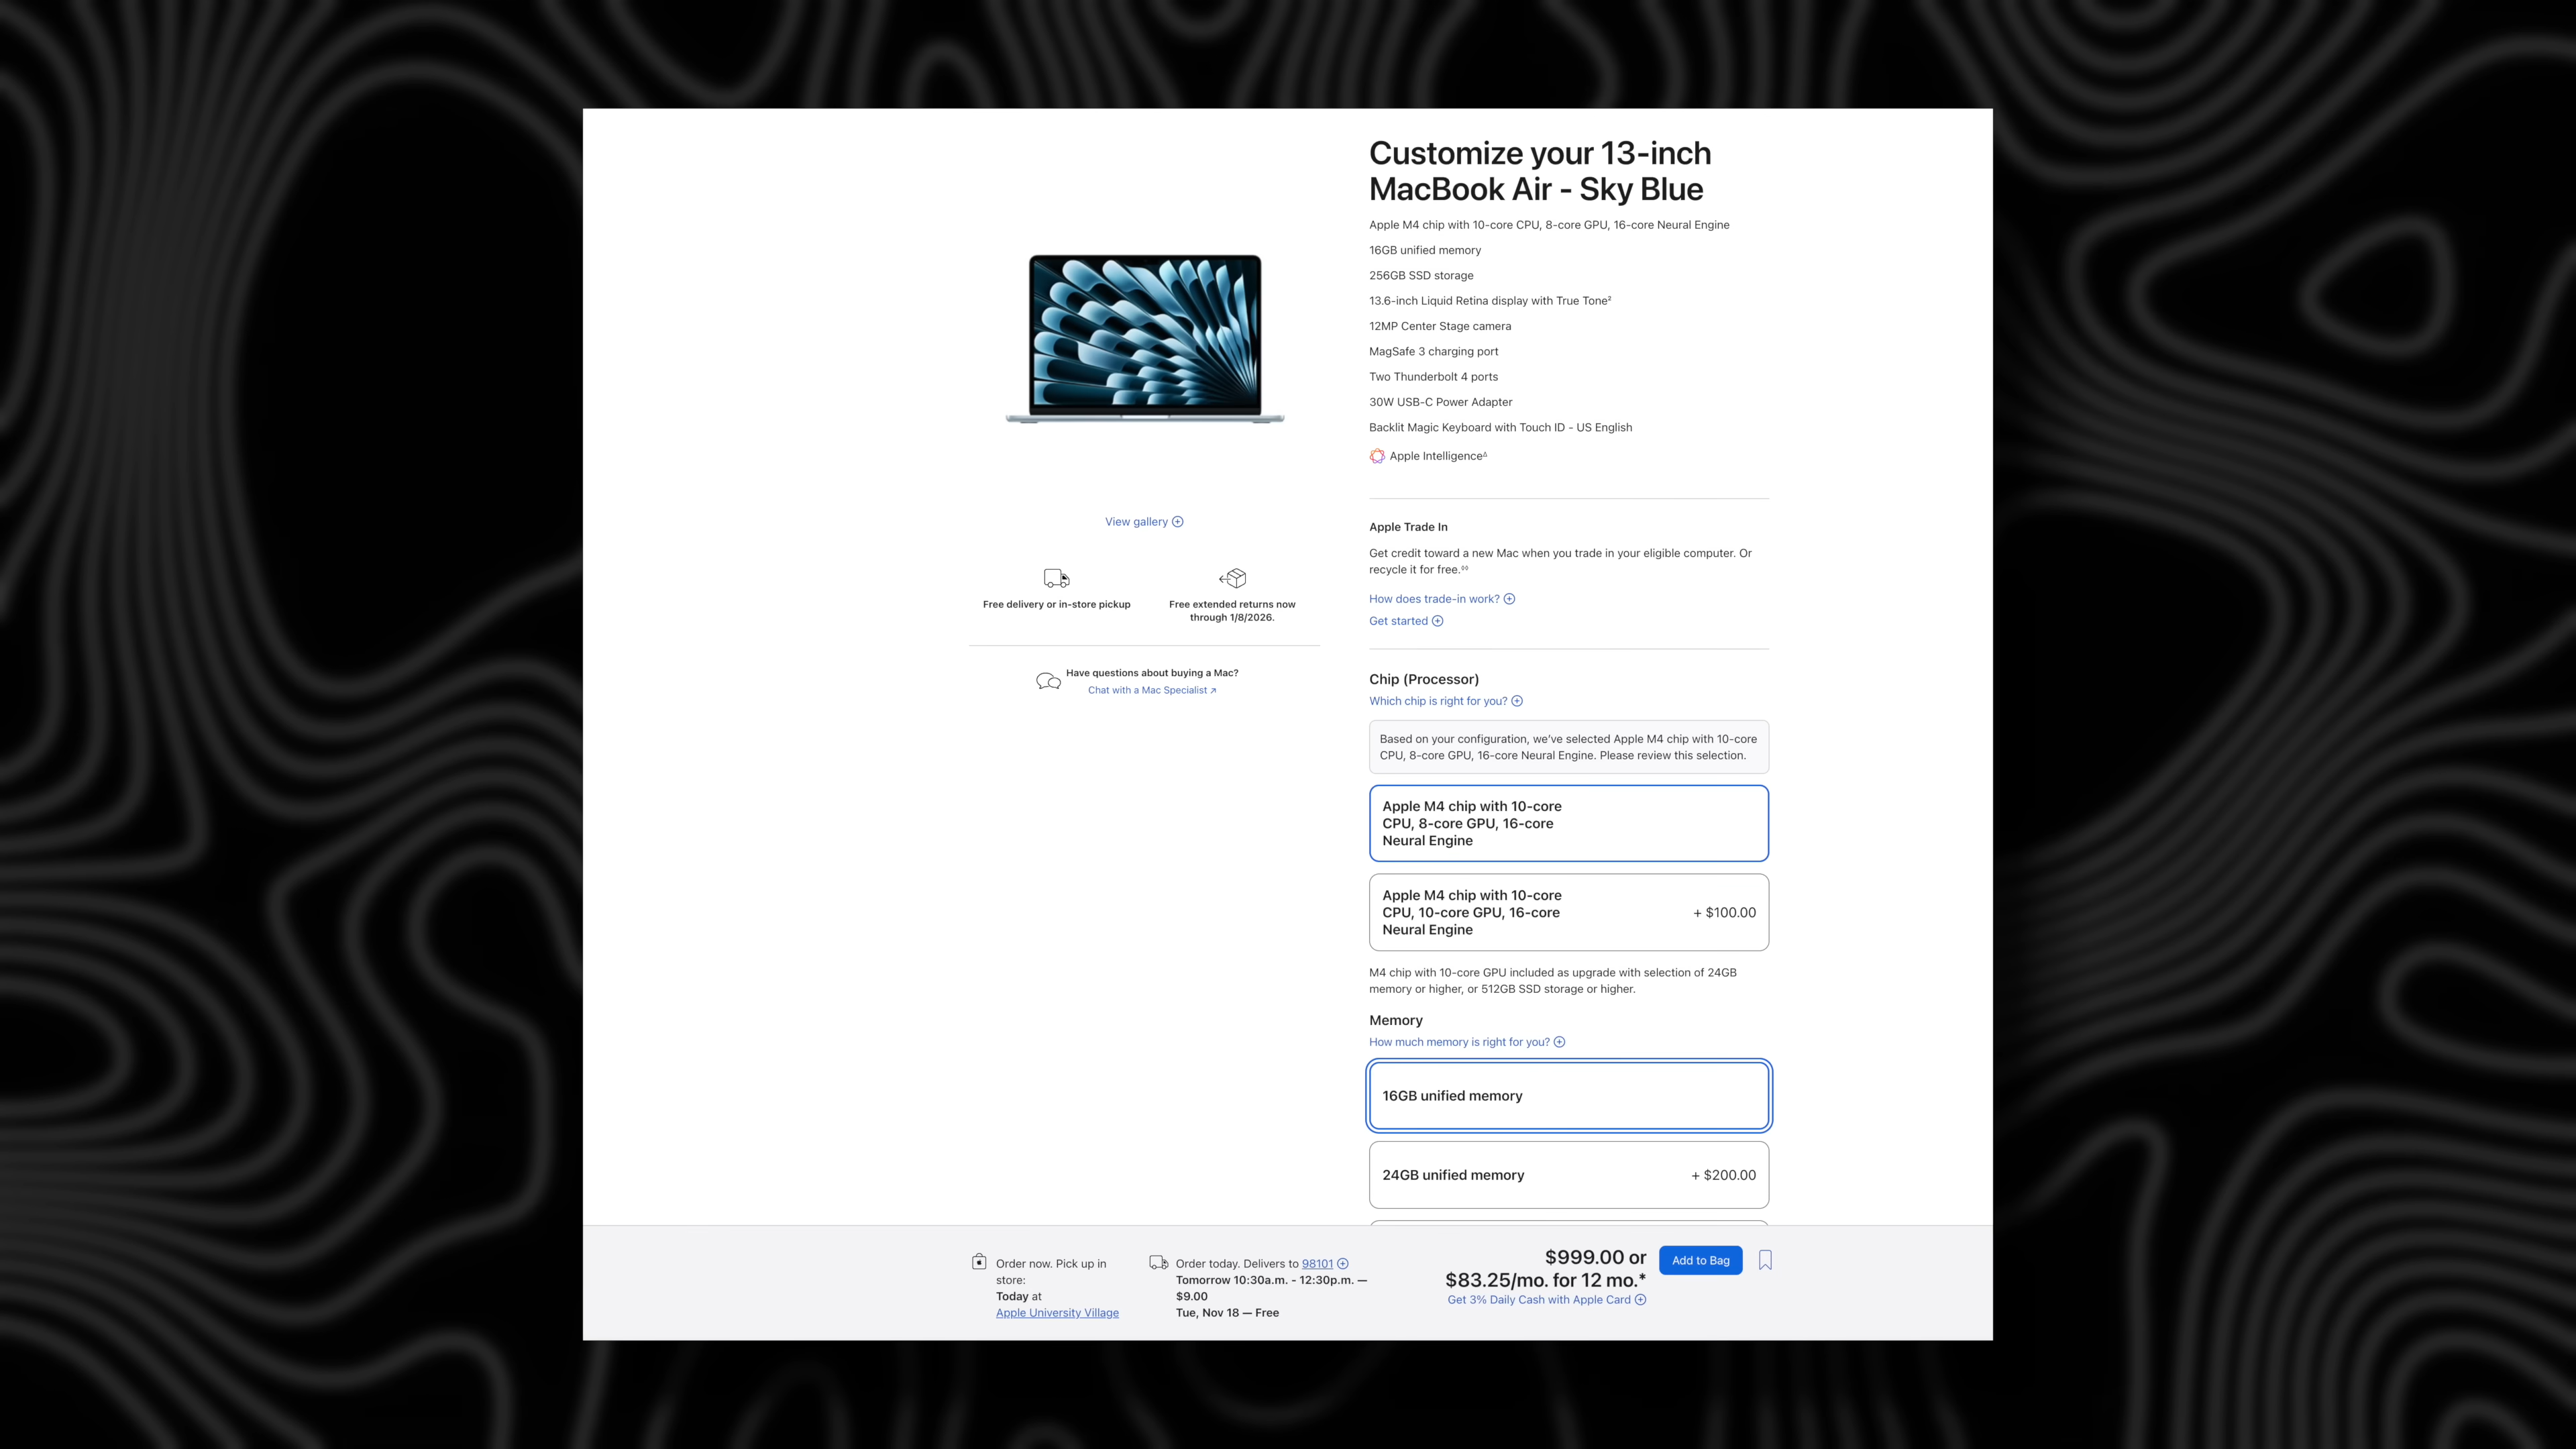 Customize your 13-inch
MacBook Air - Sky Blue
Apple M4 chip with 10-core CPU, 8-core GPU, 16-core Neural Engine
16GB unified memory
256GB SSD storage
13.6-inch Liquid Retina display with True Tone²
12MP Center Stage camera
MagSafe 3 charging port
Two Thunderbolt 4 ports
30W USB-C Power Adapter
Backlit Magic Keyboard with Touch ID - US English
Apple Intelligence∆
View gallery
Free delivery or in-store pickup
Free extended returns now
through 1/8/2026.
Have questions about buying a Mac?
Chat with a Mac Specialist ↗
Apple Trade In
Get credit toward a new Mac when you trade in your eligible computer. Or
recycle it for free.◊◊
How does trade-in work?
Get started
Chip (Processor)
Which chip is right for you?
Based on your configuration, we’ve selected Apple M4 chip with 10-core
CPU, 8-core GPU, 16-core Neural Engine. Please review this selection.
Apple M4 chip with 10-core
CPU, 8-core GPU, 16-core
Neural Engine
Apple M4 chip with 10-core
CPU, 10-core GPU, 16-core
Neural Engine
+ $100.00
M4 chip with 10-core GPU included as upgrade with selection of 24GB
memory or higher, or 512GB SSD storage or higher.
Memory
How much memory is right for you?
16GB unified memory
24GB unified memory
+ $200.00
Order now. Pick up in
store:
Today at
Apple University Village
Order today. Delivers to 98101
Tomorrow 10:30a.m. - 12:30p.m. —
$9.00
Tue, Nov 18 — Free
$999.00 or
$83.25/mo. for 12 mo.*
Get 3% Daily Cash with Apple Card
Add to Bag